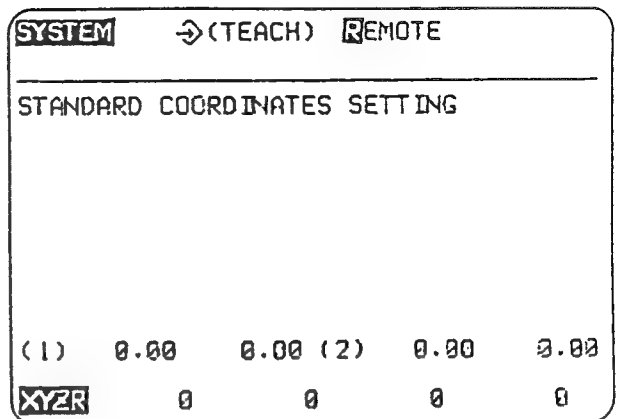 SYSTEM (TEACH) REMOTE
STANDARD COORDINATES SETTING
(1) 0.00 0.00 (2) 0.00 0.00
XYZR 0 0 0 0